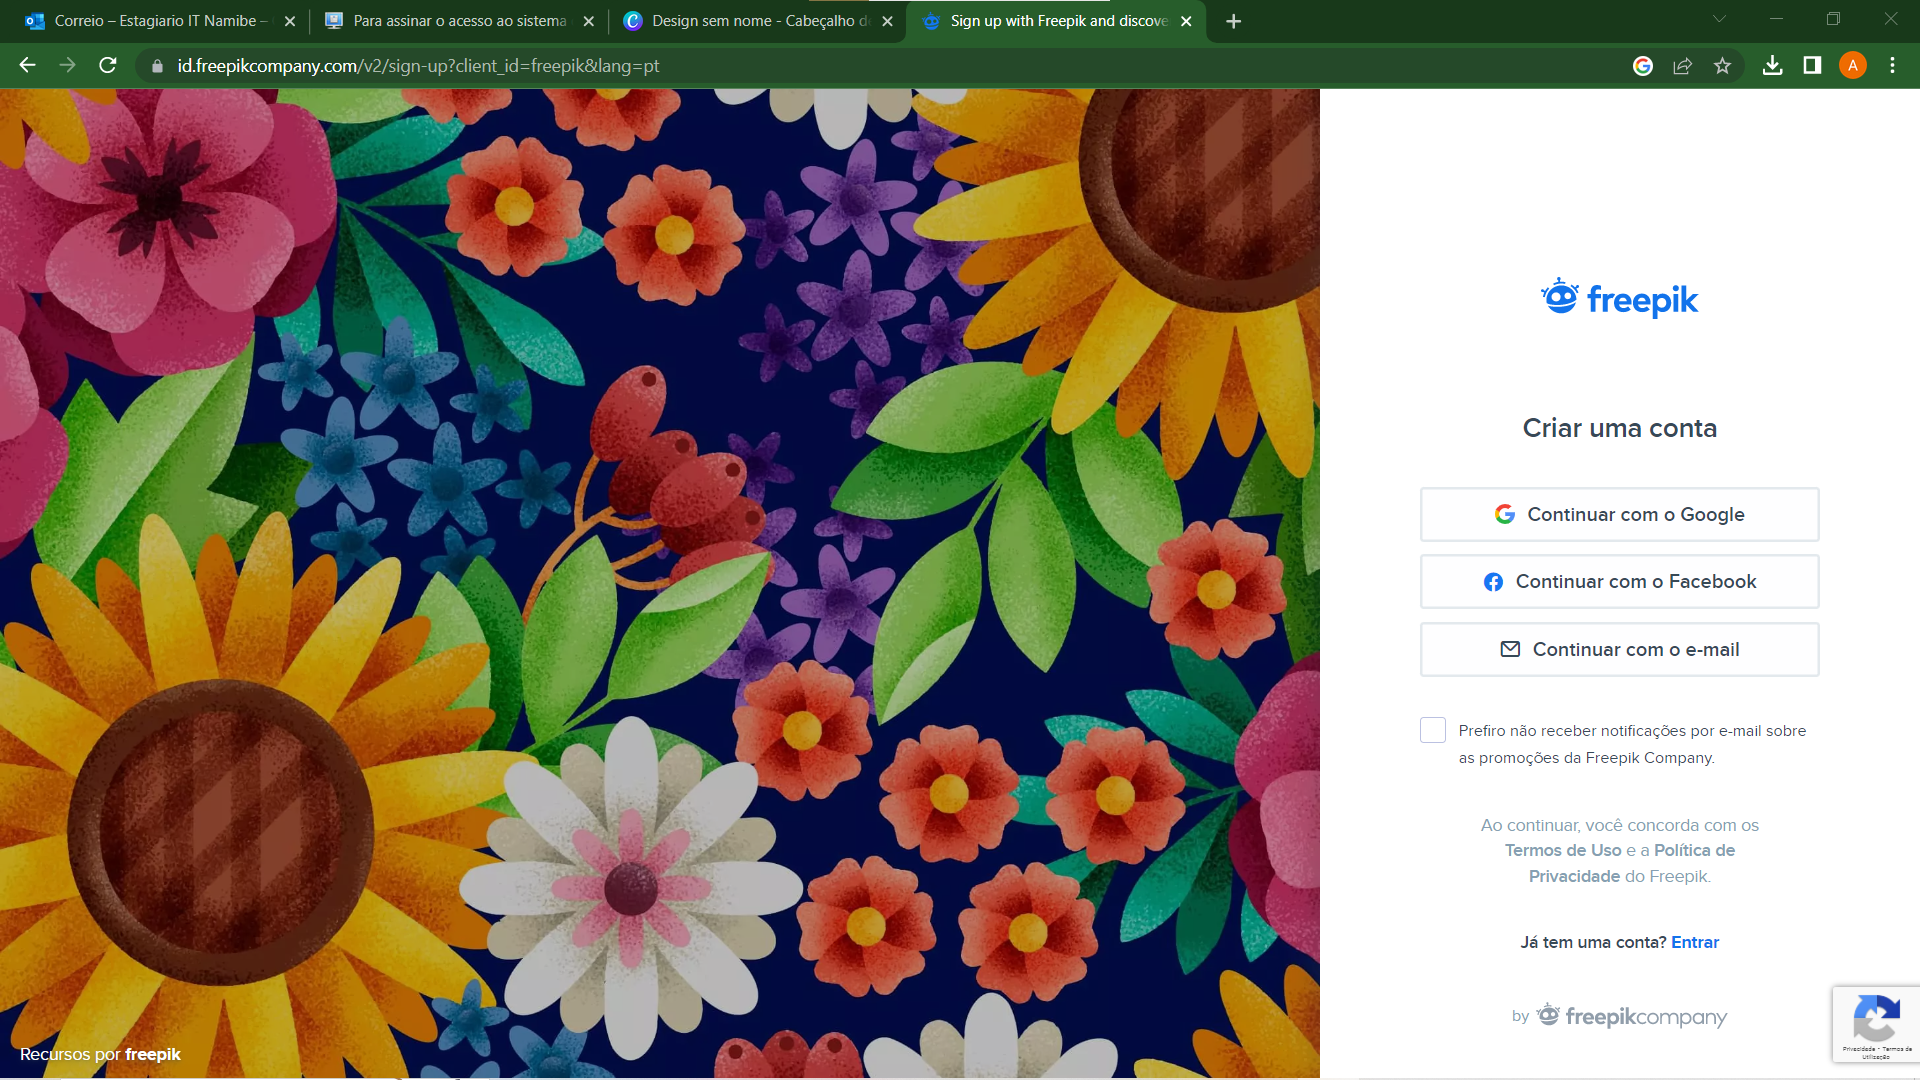 Correio – Estagiario IT Namibe –
Para assinar o acesso ao sistema
Design sem nome - Cabeçalho de
Sign up with Freepik and discove
id.freepikcompany.com/v2/sign-up?client_id=freepik&lang=pt
A
freepik
Criar uma conta
Continuar com o Google
Continuar com o Facebook
Continuar com o e-mail
Prefiro não receber notificações por e-mail sobre
as promoções da Freepik Company.
Ao continuar, você concorda com os
Termos de Uso e a Política de
Privacidade do Freepik.
Já tem uma conta? Entrar
by freepikcompany
Privacidade - Termos de
Utilização
Recursos por freepik